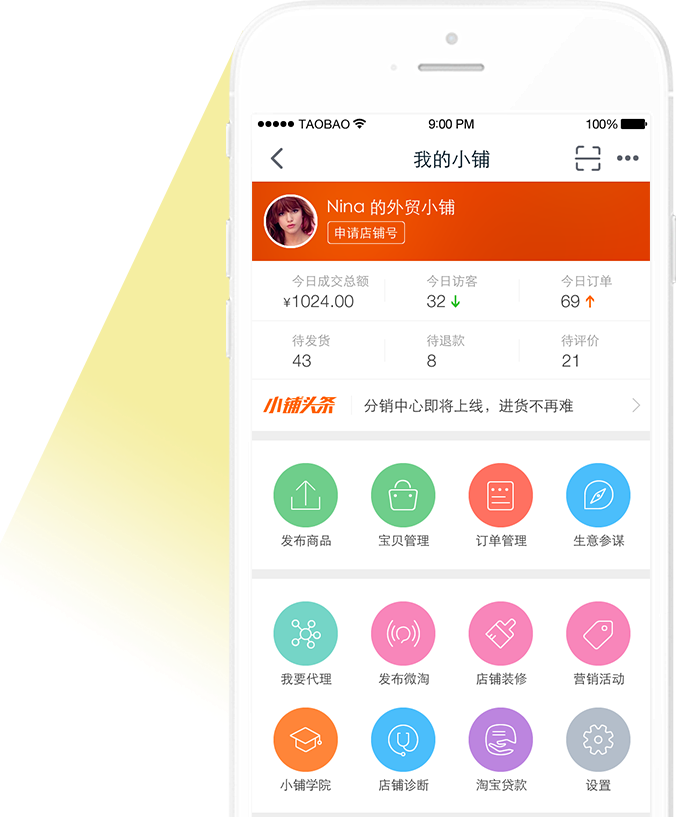 TAOBAO 9:00 PM 100%
我的小铺
Nina 的外贸小铺
申请店铺号
今日成交总额 今日访客 今日订单
¥1024.00 32 69
待发货 待退款 待评价
43 8 21
小铺头条 分销中心即将上线，进货不再难
发布商品 宝贝管理 订单管理 生意参谋
我要代理 发布微淘 店铺装修 营销活动
小铺学院 店铺诊断 淘宝贷款 设置